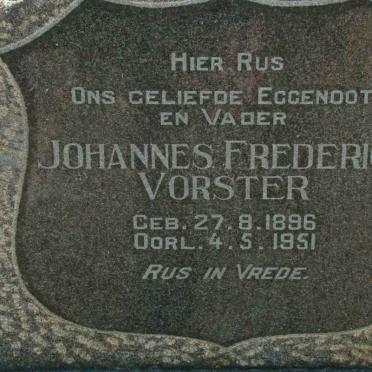 HIER RUS
ONS GELIEFDE EGGENOOT
EN VADER
JOHANNES FREDERIC
VORSTER
GEB. 27.8.1896
OORL. 4.5.1951
RUS IN VREDE.